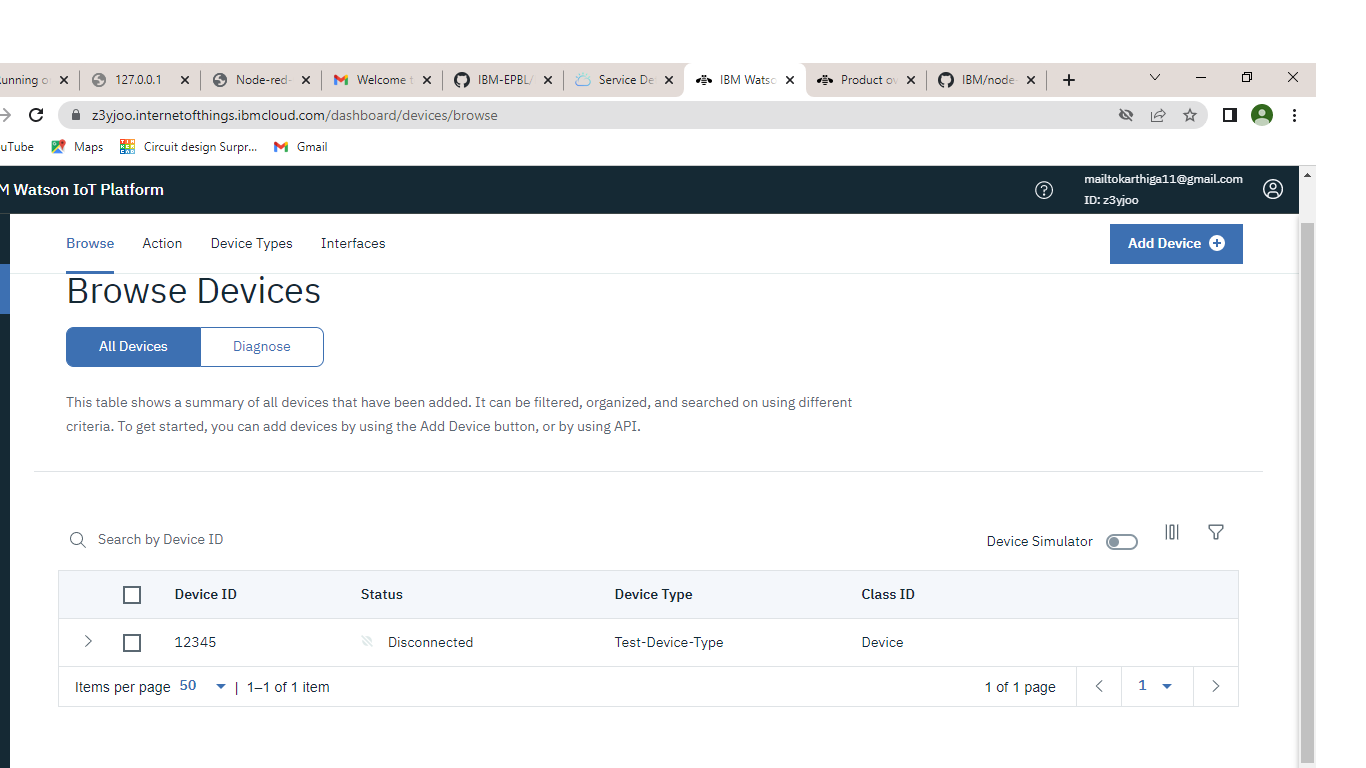 unning o 127.0.0.1 Node-red- Welcome t IBM-EPBL/ Service De IBM Watso Product ov IBM/node-
z3yjoo.internetofthings.ibmcloud.com/dashboard/devices/browse
uTube Maps Circuit design Surpr... Gmail
M Watson IoT Platform
mailtokarthiga11@gmail.com
ID: z3yjoo
Browse Action Device Types Interfaces Add Device
Browse Devices
All Devices Diagnose
This table shows a summary of all devices that have been added. It can be filtered, organized, and searched on using different
criteria. To get started, you can add devices by using the Add Device button, or by using API.
Search by Device ID Device Simulator
Device ID Status Device Type Class ID
12345 Disconnected Test-Device-Type Device
Items per page 50 | 1–1 of 1 item 1 of 1 page 1